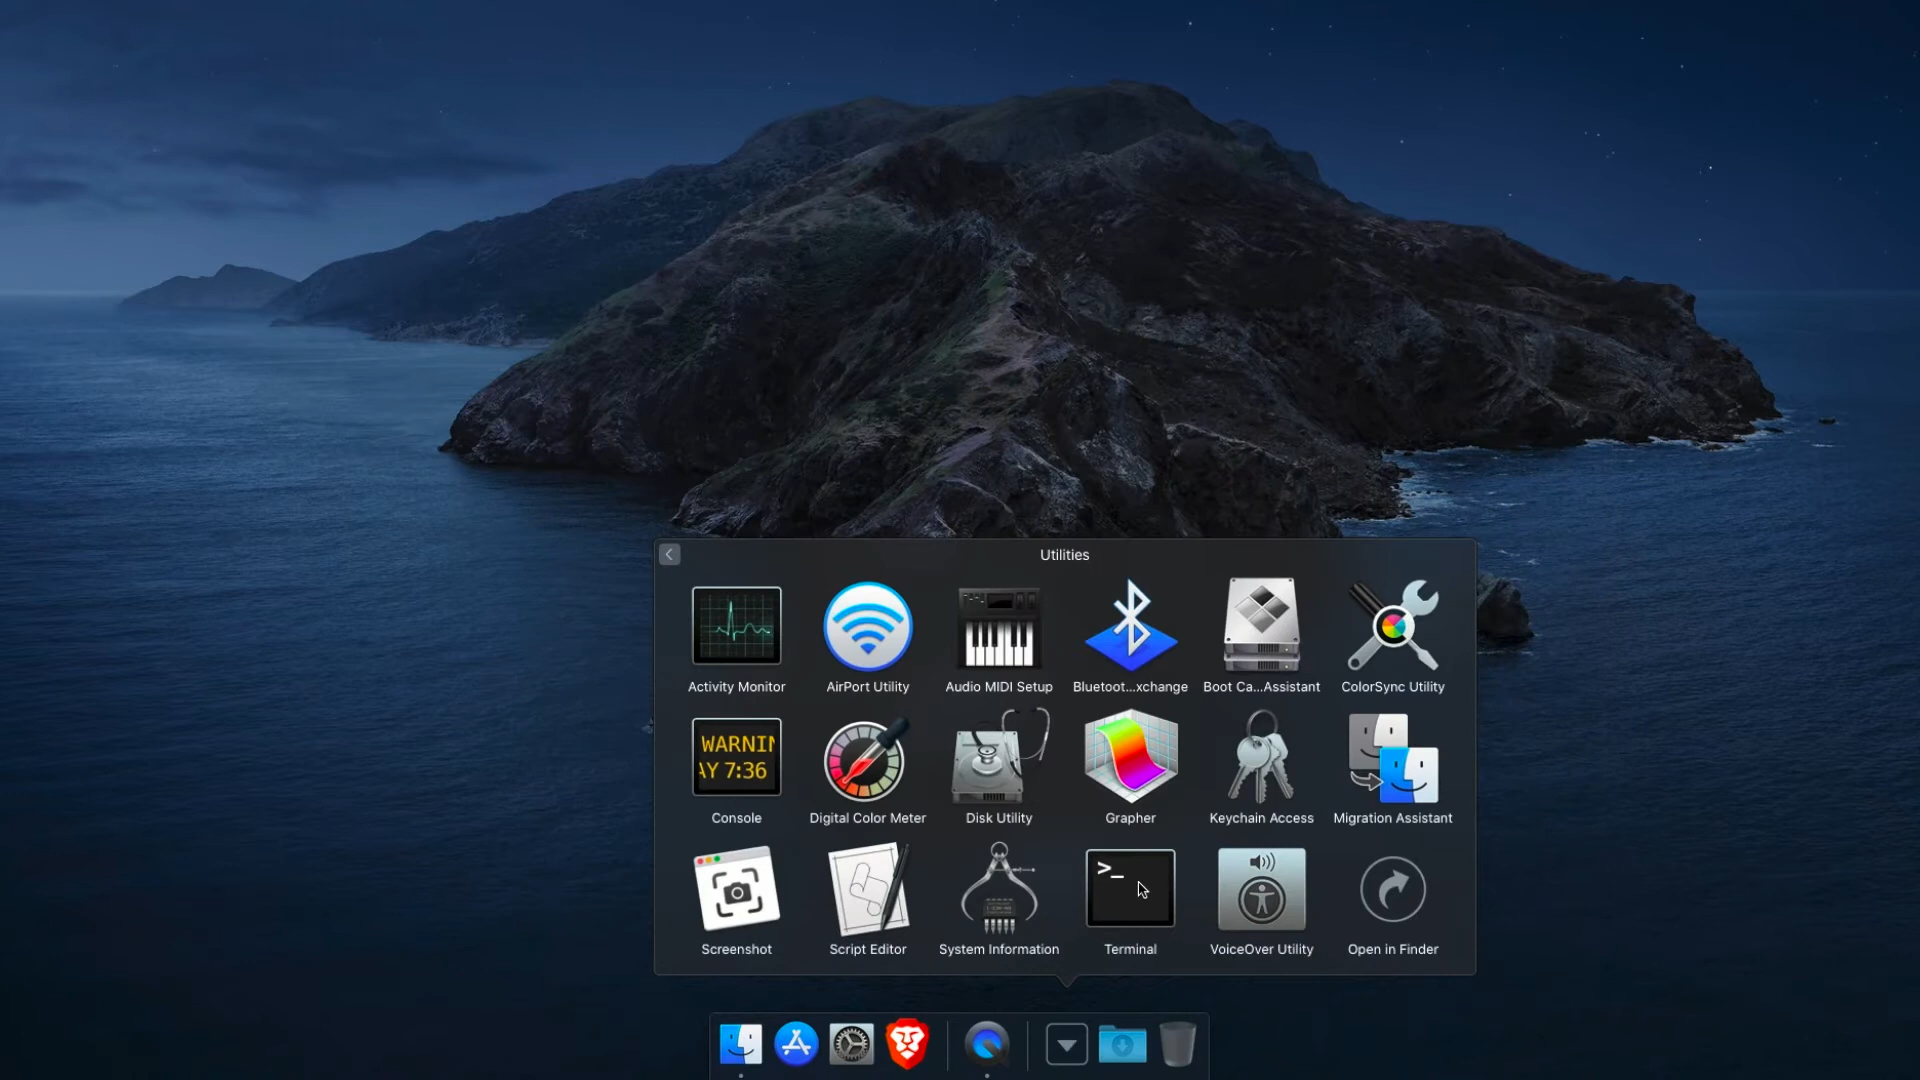 Utilities
Activity Monitor
AirPort Utility
Audio MIDI Setup
Bluetoot...xchange
Boot Ca...Assistant
ColorSync Utility
WARNIN
AY 7:36
Console
Digital Color Meter
Disk Utility
Grapher
Keychain Access
Migration Assistant
>_
Screenshot
Script Editor
System Information
Terminal
VoiceOver Utility
Open in Finder